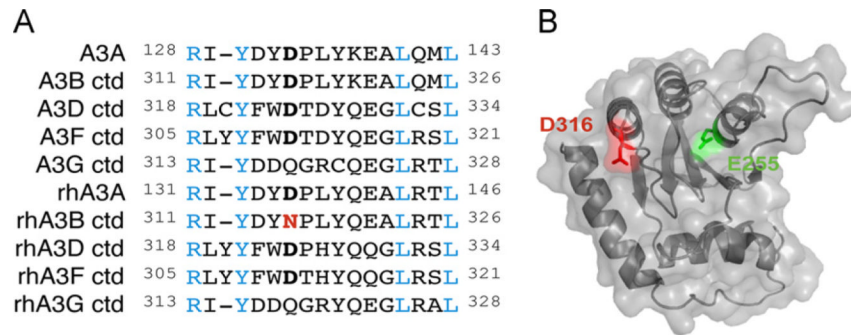 A
B
A3A 128 RI-YDYDPLYKEALQML 143
A3B ctd 311 RI-YDYDPLYKEALQML 326
A3D ctd 318 RLCYFWDTDYQEGLCSL 334
A3F ctd 305 RLYYFWDTDYQEGLRSL 321
A3G ctd 313 RI-YDDQGRCQEGLRTL 328
rhA3A 131 RI-YDYDPLYQEALRTL 146
rhA3B ctd 311 RI-YDYNPLYQEALRTL 326
rhA3D ctd 318 RLYYFWDPHYQQGLRSL 334
rhA3F ctd 305 RLYYFWDTHYQQGLRSL 321
rhA3G ctd 313 RI-YDDQGRYQEGLRAL 328
D316
E255